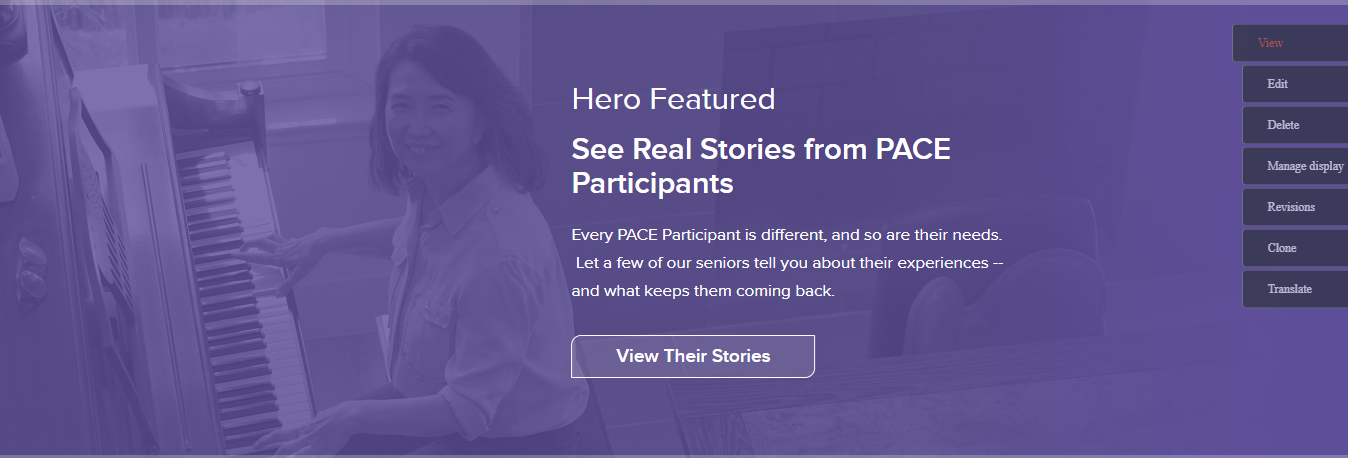 Hero Featured
See Real Stories from PACE
Participants
Every PACE Participant is different, and so are their needs.
Let a few of our seniors tell you about their experiences --
and what keeps them coming back.
View Their Stories
View
Edit
Delete
Manage display
Revisions
Clone
Translate